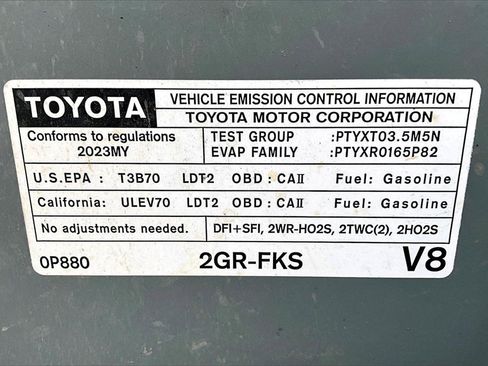 TOYOTA VEHICLE EMISSION CONTROL INFORMATION
TOYOTA MOTOR CORPORATION
Conforms to regulations TEST GROUP :PTYXT03.5M5N
2023MY EVAP FAMILY :PTYXR0165P82
U.S.EPA : T3B70 LDT2 OBD : CAII Fuel: Gasoline
California: ULEV70 LDT2 OBD : CAII Fuel: Gasoline
No adjustments needed. DFI+SFI, 2WR-HO2S, 2TWC(2), 2HO2S
0P880 2GR-FKS V8